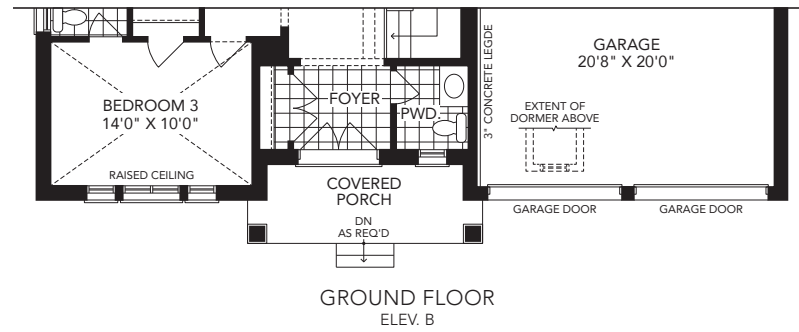 BEDROOM 3
14'0" X 10'0"
RAISED CEILING
FOYER
PWD.
COVERED
PORCH
DN
AS REQ'D
3" CONCRETE LEGDE
GARAGE
20'8" X 20'0"
EXTENT OF
DORMER ABOVE
GARAGE DOOR
GARAGE DOOR
GROUND FLOOR
ELEV. B